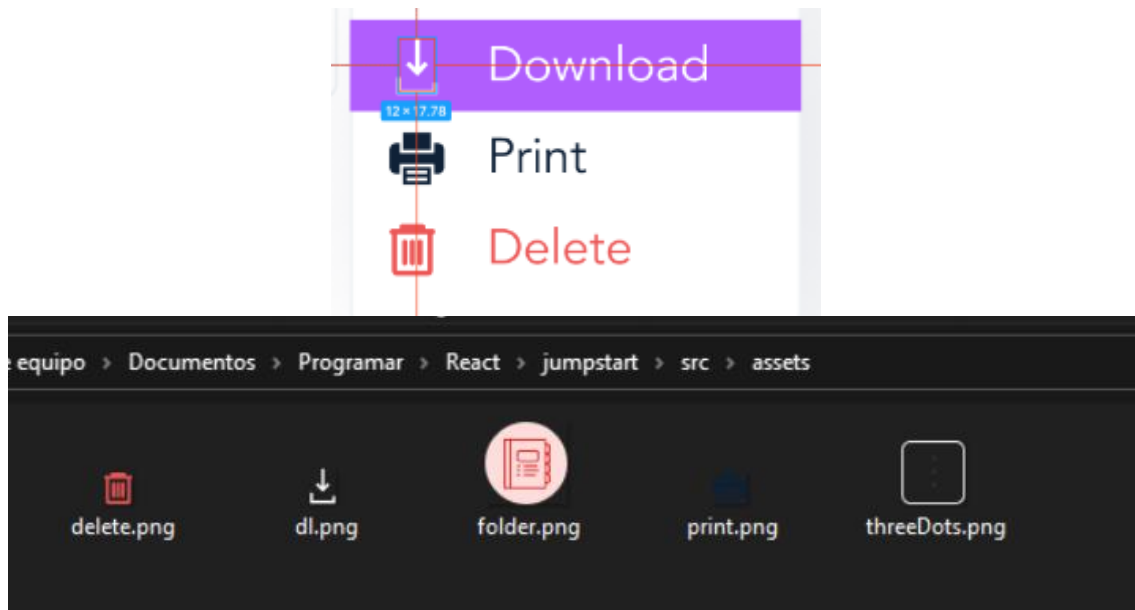 Download
12 × 17.78
Print
Delete
e equipo > Documentos > Programar > React > jumpstart > src > assets
delete.png
dl.png
folder.png
print.png
threeDots.png